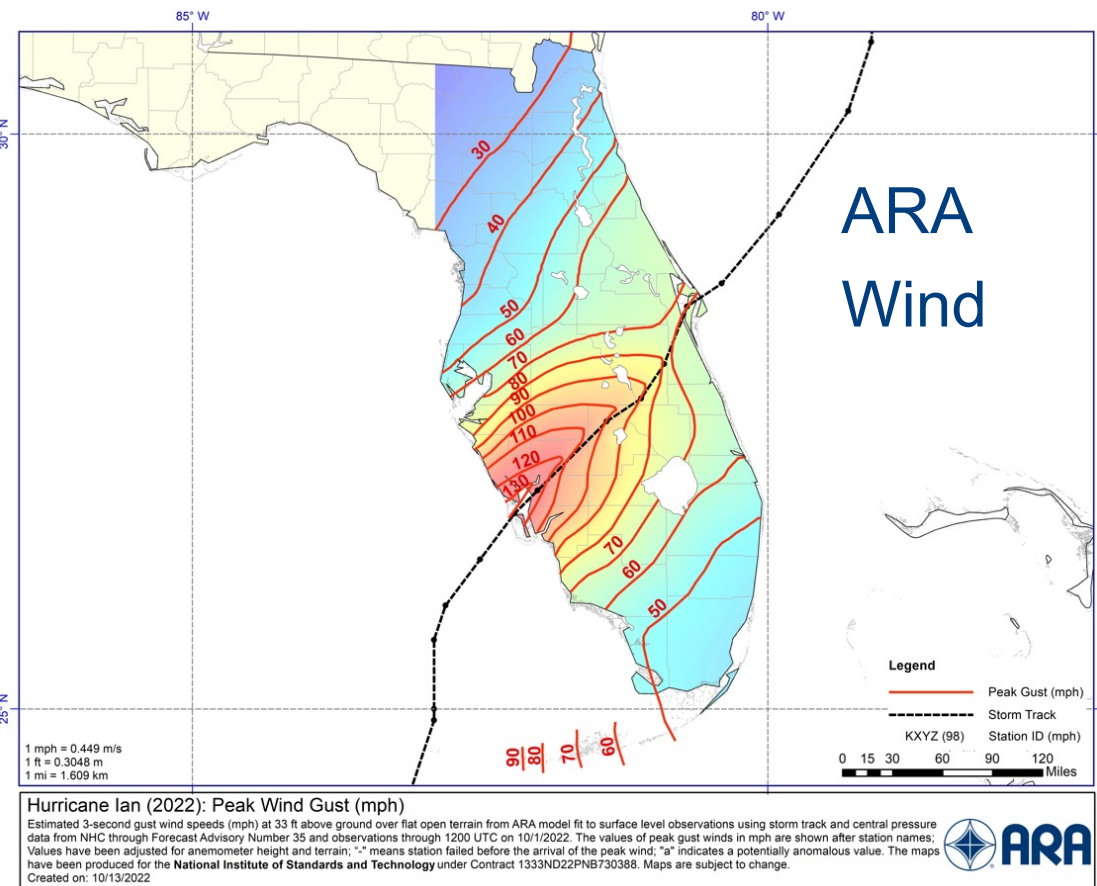 85° W
80° W
30° N
25° N
ARA
Wind
30
40
50
60
70
80
90
100
110
120
130
70
60
50
90
80
70
60
Legend
Peak Gust (mph)
Storm Track
KXYZ (98) Station ID (mph)
0 15 30 60 90 120
Miles
1 mph = 0.449 m/s
1 ft = 0.3048 m
1 mi = 1.609 km
Hurricane Ian (2022): Peak Wind Gust (mph)
Estimated 3-second gust wind speeds (mph) at 33 ft above ground over flat open terrain from ARA model fit to surface level observations using storm track and central pressure
data from NHC through Forecast Advisory Number 35 and observations through 1200 UTC on 10/1/2022. The values of peak gust winds in mph are shown after station names;
Values have been adjusted for anemometer height and terrain; "-" means station failed before the arrival of the peak wind; "a" indicates a potentially anomalous value. The maps
have been produced for the National Institute of Standards and Technology under Contract 1333ND22PNB730388. Maps are subject to change.
Created on: 10/13/2022
ARA